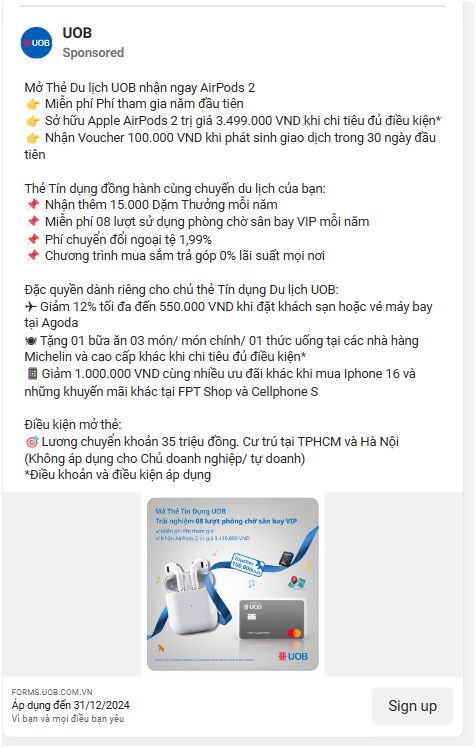 UOB
UOB
Sponsored
Mở Thẻ Du lịch UOB nhận ngay AirPods 2
👉 Miễn phí Phí tham gia năm đầu tiên
👉 Sở hữu Apple AirPods 2 trị giá 3.499.000 VND khi chi tiêu đủ điều kiện*
👉 Nhận Voucher 100.000 VND khi phát sinh giao dịch trong 30 ngày đầu
tiên
Thẻ Tín dụng đồng hành cùng chuyến du lịch của bạn:
📌 Nhận thêm 15.000 Dặm Thưởng mỗi năm
📌 Miễn phí 08 lượt sử dụng phòng chờ sân bay VIP mỗi năm
📌 Phí chuyển đổi ngoại tệ 1,99%
📌 Chương trình mua sắm trả góp 0% lãi suất mọi nơi
Đặc quyền dành riêng cho chủ thẻ Tín dụng Du lịch UOB:
✈ Giảm 12% tối đa đến 550.000 VND khi đặt khách sạn hoặc vé máy bay
tại Agoda
🍽 Tặng 01 bữa ăn 03 món/ món chính/ 01 thức uống tại các nhà hàng
Michelin và cao cấp khác khi chi tiêu đủ điều kiện*
📱 Giảm 1.000.000 VND cùng nhiều ưu đãi khác khi mua Iphone 16 và
những khuyến mãi khác tại FPT Shop và Cellphone S
Điều kiện mở thẻ:
🎯 Lương chuyển khoản 35 triệu đồng. Cư trú tại TPHCM và Hà Nội
(Không áp dụng cho Chủ doanh nghiệp/ tự doanh)
*Điều khoản và điều kiện áp dụng
Mở Thẻ Tín Dụng UOB
Trải nghiệm 08 lượt phòng chờ sân bay VIP
✓ Miễn phí Phí tham gia
✓ Nhận AirPods 2 trị giá 3.499.000 VND
Voucher
100.000
UOB
UOB
FORMS.UOB.COM.VN
Áp dụng đến 31/12/2024
Vì bạn và mọi điều bạn yêu
Sign up